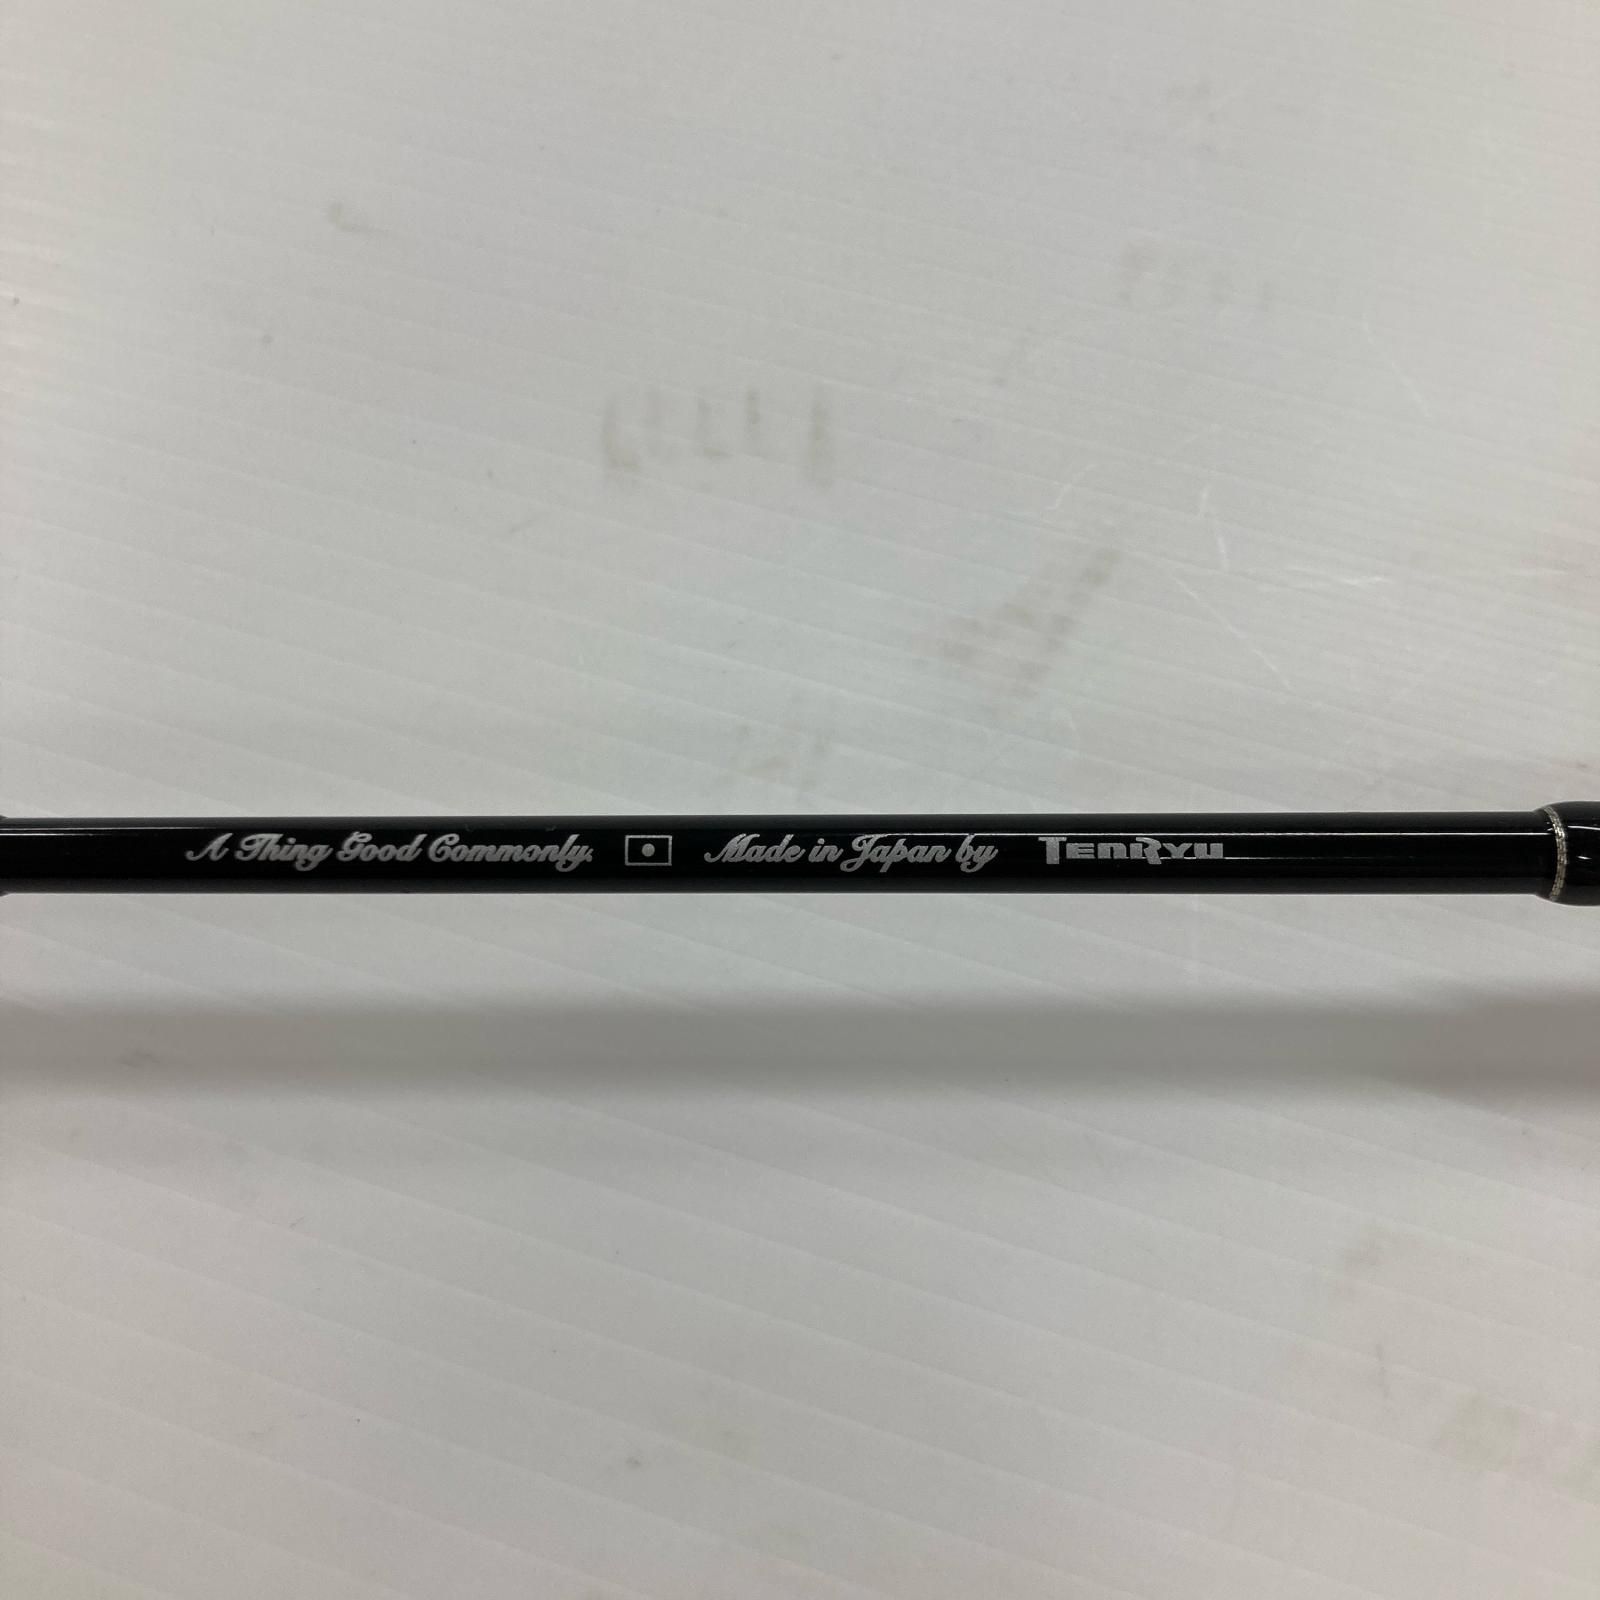 A Thing Good Commonly. Made in Japan by TENRYU